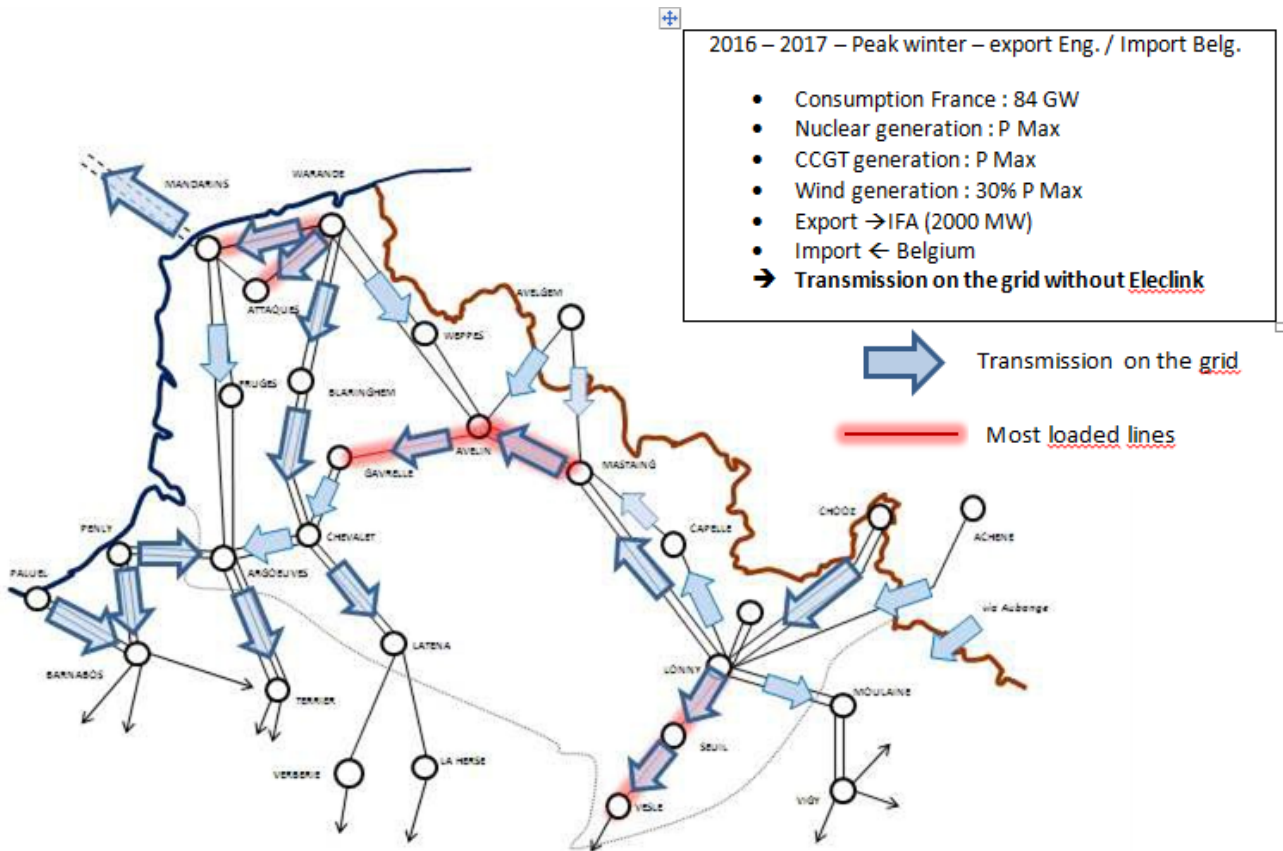 2016 – 2017 – Peak winter – export Eng. / Import Belg.
• Consumption France : 84 GW
• Nuclear generation : P Max
• CCGT generation : P Max
• Wind generation : 30% P Max
• Export →IFA (2000 MW)
• Import ← Belgium
➔ Transmission on the grid without Eleclink
Transmission on the grid
Most loaded lines
WARANDE
MANDARINS
ATTAQUES
AVELGEM
WEPPES
FRUGES
BLARINGHEM
AVELIN
GAVRELLE
MASTAING
CHOOZ
ACHENE
CAPELLE
PENLY
CHEVALET
ARGOEUVES
PALUEL
via Aubange
LATENA
LONNY
BARNABOS
MOULAINE
TERRIER
SEUIL
VERBERIE
LA HERSE
VESLE
VIGY